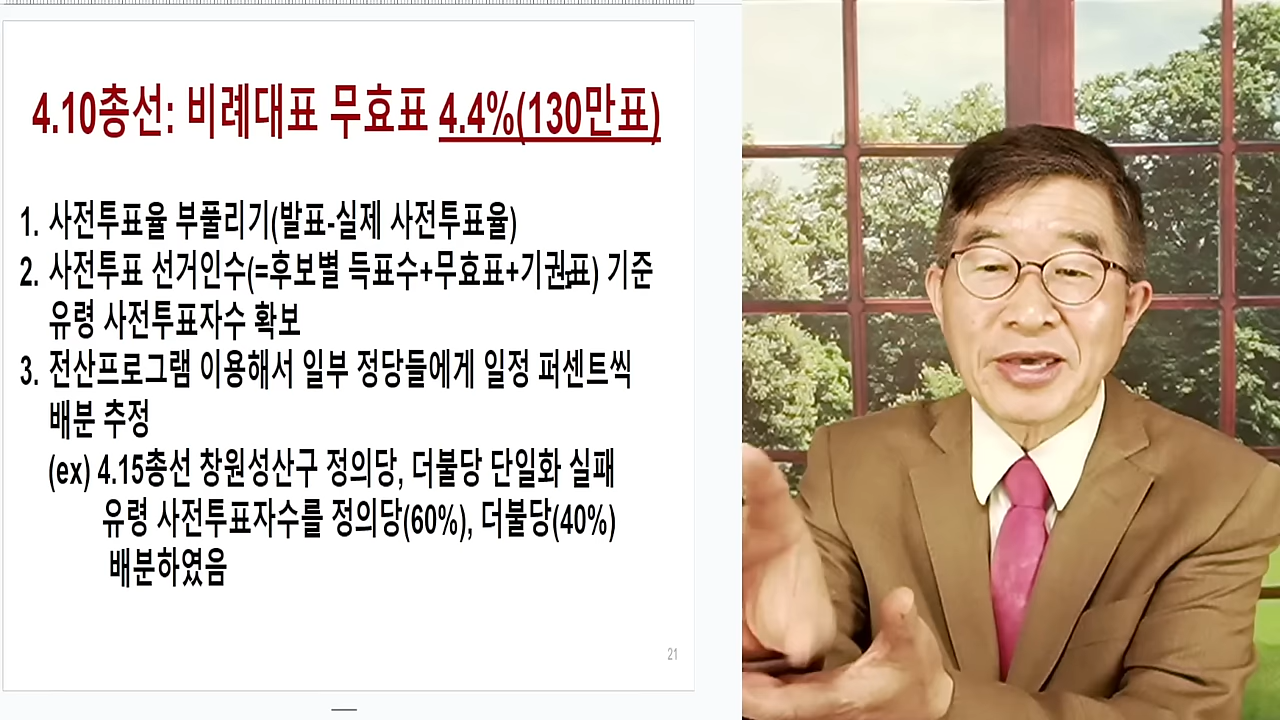 4.10총선: 비례대표 무효표 4.4%(130만표)
1. 사전투표율 부풀리기(발표-실제 사전투표율)
2. 사전투표 선거인수(=후보별 득표수+무효표+기권표) 기준
유령 사전투표자수 확보
3. 전산프로그램 이용해서 일부 정당들에게 일정 퍼센트씩
배분 추정
(ex) 4.15총선 창원성산구 정의당, 더불당 단일화 실패
유령 사전투표자수를 정의당(60%), 더불당(40%)
배분하였음
21